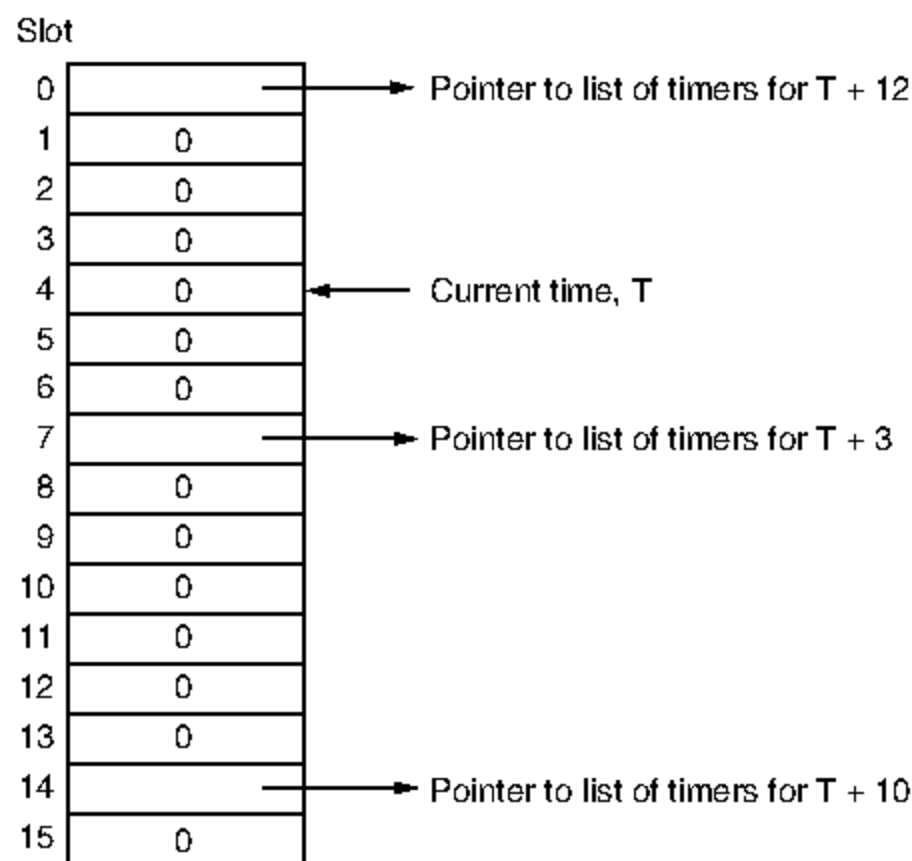 Slot
0 Pointer to list of timers for T + 12
1 0
2 0
3 0
4 0 Current time, T
5 0
6 0
7 Pointer to list of timers for T + 3
8 0
9 0
10 0
11 0
12 0
13 0
14 Pointer to list of timers for T + 10
15 0